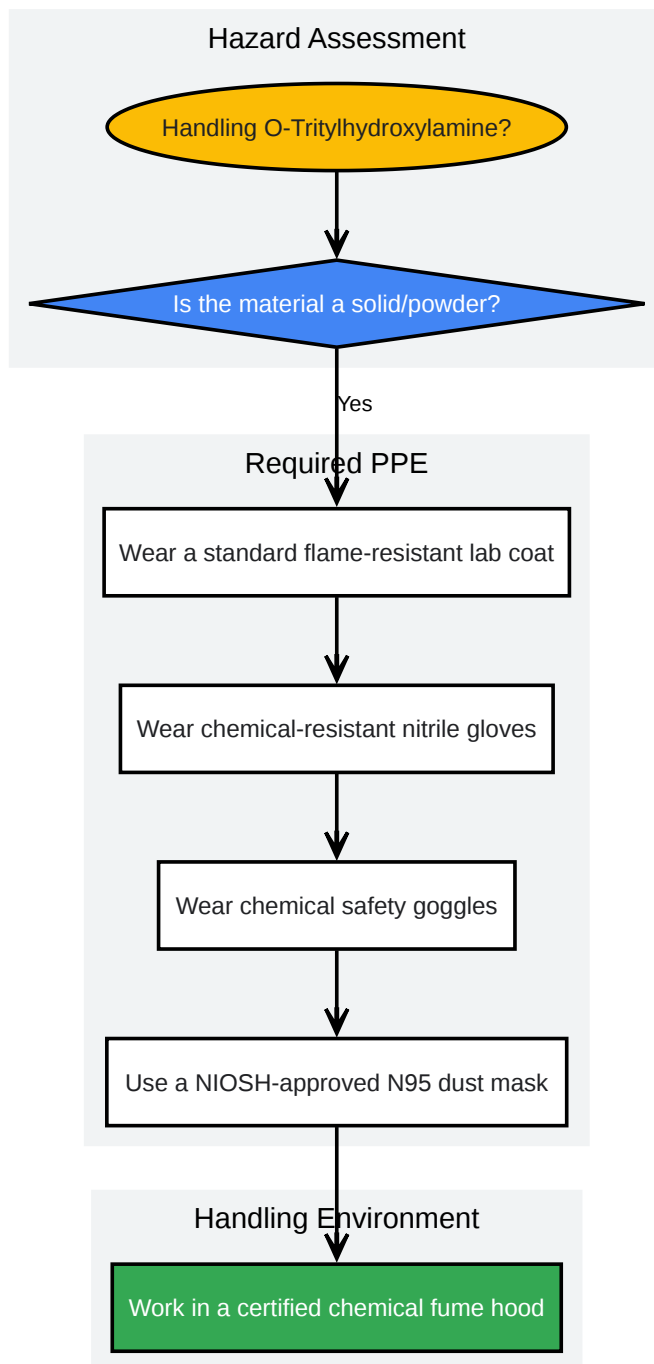 Hazard Assessment
Handling O-Tritylhydroxylamine?
Is the material a solid/powder?
Yes
Required PPE
Wear a standard flame-resistant lab coat
Wear chemical-resistant nitrile gloves
Wear chemical safety goggles
Use a NIOSH-approved N95 dust mask
Handling Environment
Work in a certified chemical fume hood